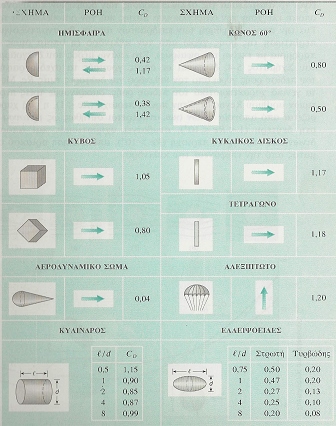 ΣΧΗΜΑ ΡΟΗ C_D ΣΧΗΜΑ ΡΟΗ C_D
ΗΜΙΣΦΑΙΡΑ
0,42
1,17
0,38
1,42
ΚΩΝΟΣ 60°
0,80
0,50
ΚΥΒΟΣ
1,05
0,80
ΚΥΚΛΙΚΟΣ ΔΙΣΚΟΣ
1,17
ΤΕΤΡΑΓΩΝΟ
1,18
ΑΕΡΟΔΥΝΑΜΙΚΟ ΣΩΜΑ
0,04
ΑΛΕΞΙΠΤΩΤΟ
1,20
ΚΥΛΙΝΔΡΟΣ
ℓ
d
ℓ/d C_D
0,5 1,15
1 0,90
2 0,85
4 0,87
8 0,99
ΕΛΛΕΙΨΟΕΙΔΕΣ
ℓ
d
ℓ/d Στρωτή Τυρβώδης
0,75 0,50 0,20
1 0,47 0,20
2 0,27 0,13
4 0,25 0,10
8 0,20 0,08